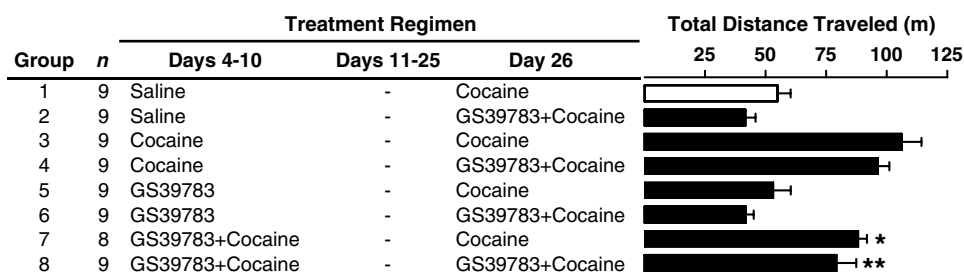 Treatment Regimen Total Distance Traveled (m)
Group n Days 4-10 Days 11-25 Day 26 25 50 75 100 125
1 9 Saline - Cocaine
2 9 Saline - GS39783+Cocaine
3 9 Cocaine - Cocaine
4 9 Cocaine - GS39783+Cocaine
5 9 GS39783 - Cocaine
6 9 GS39783 - GS39783+Cocaine
7 8 GS39783+Cocaine - Cocaine *
8 9 GS39783+Cocaine - GS39783+Cocaine **